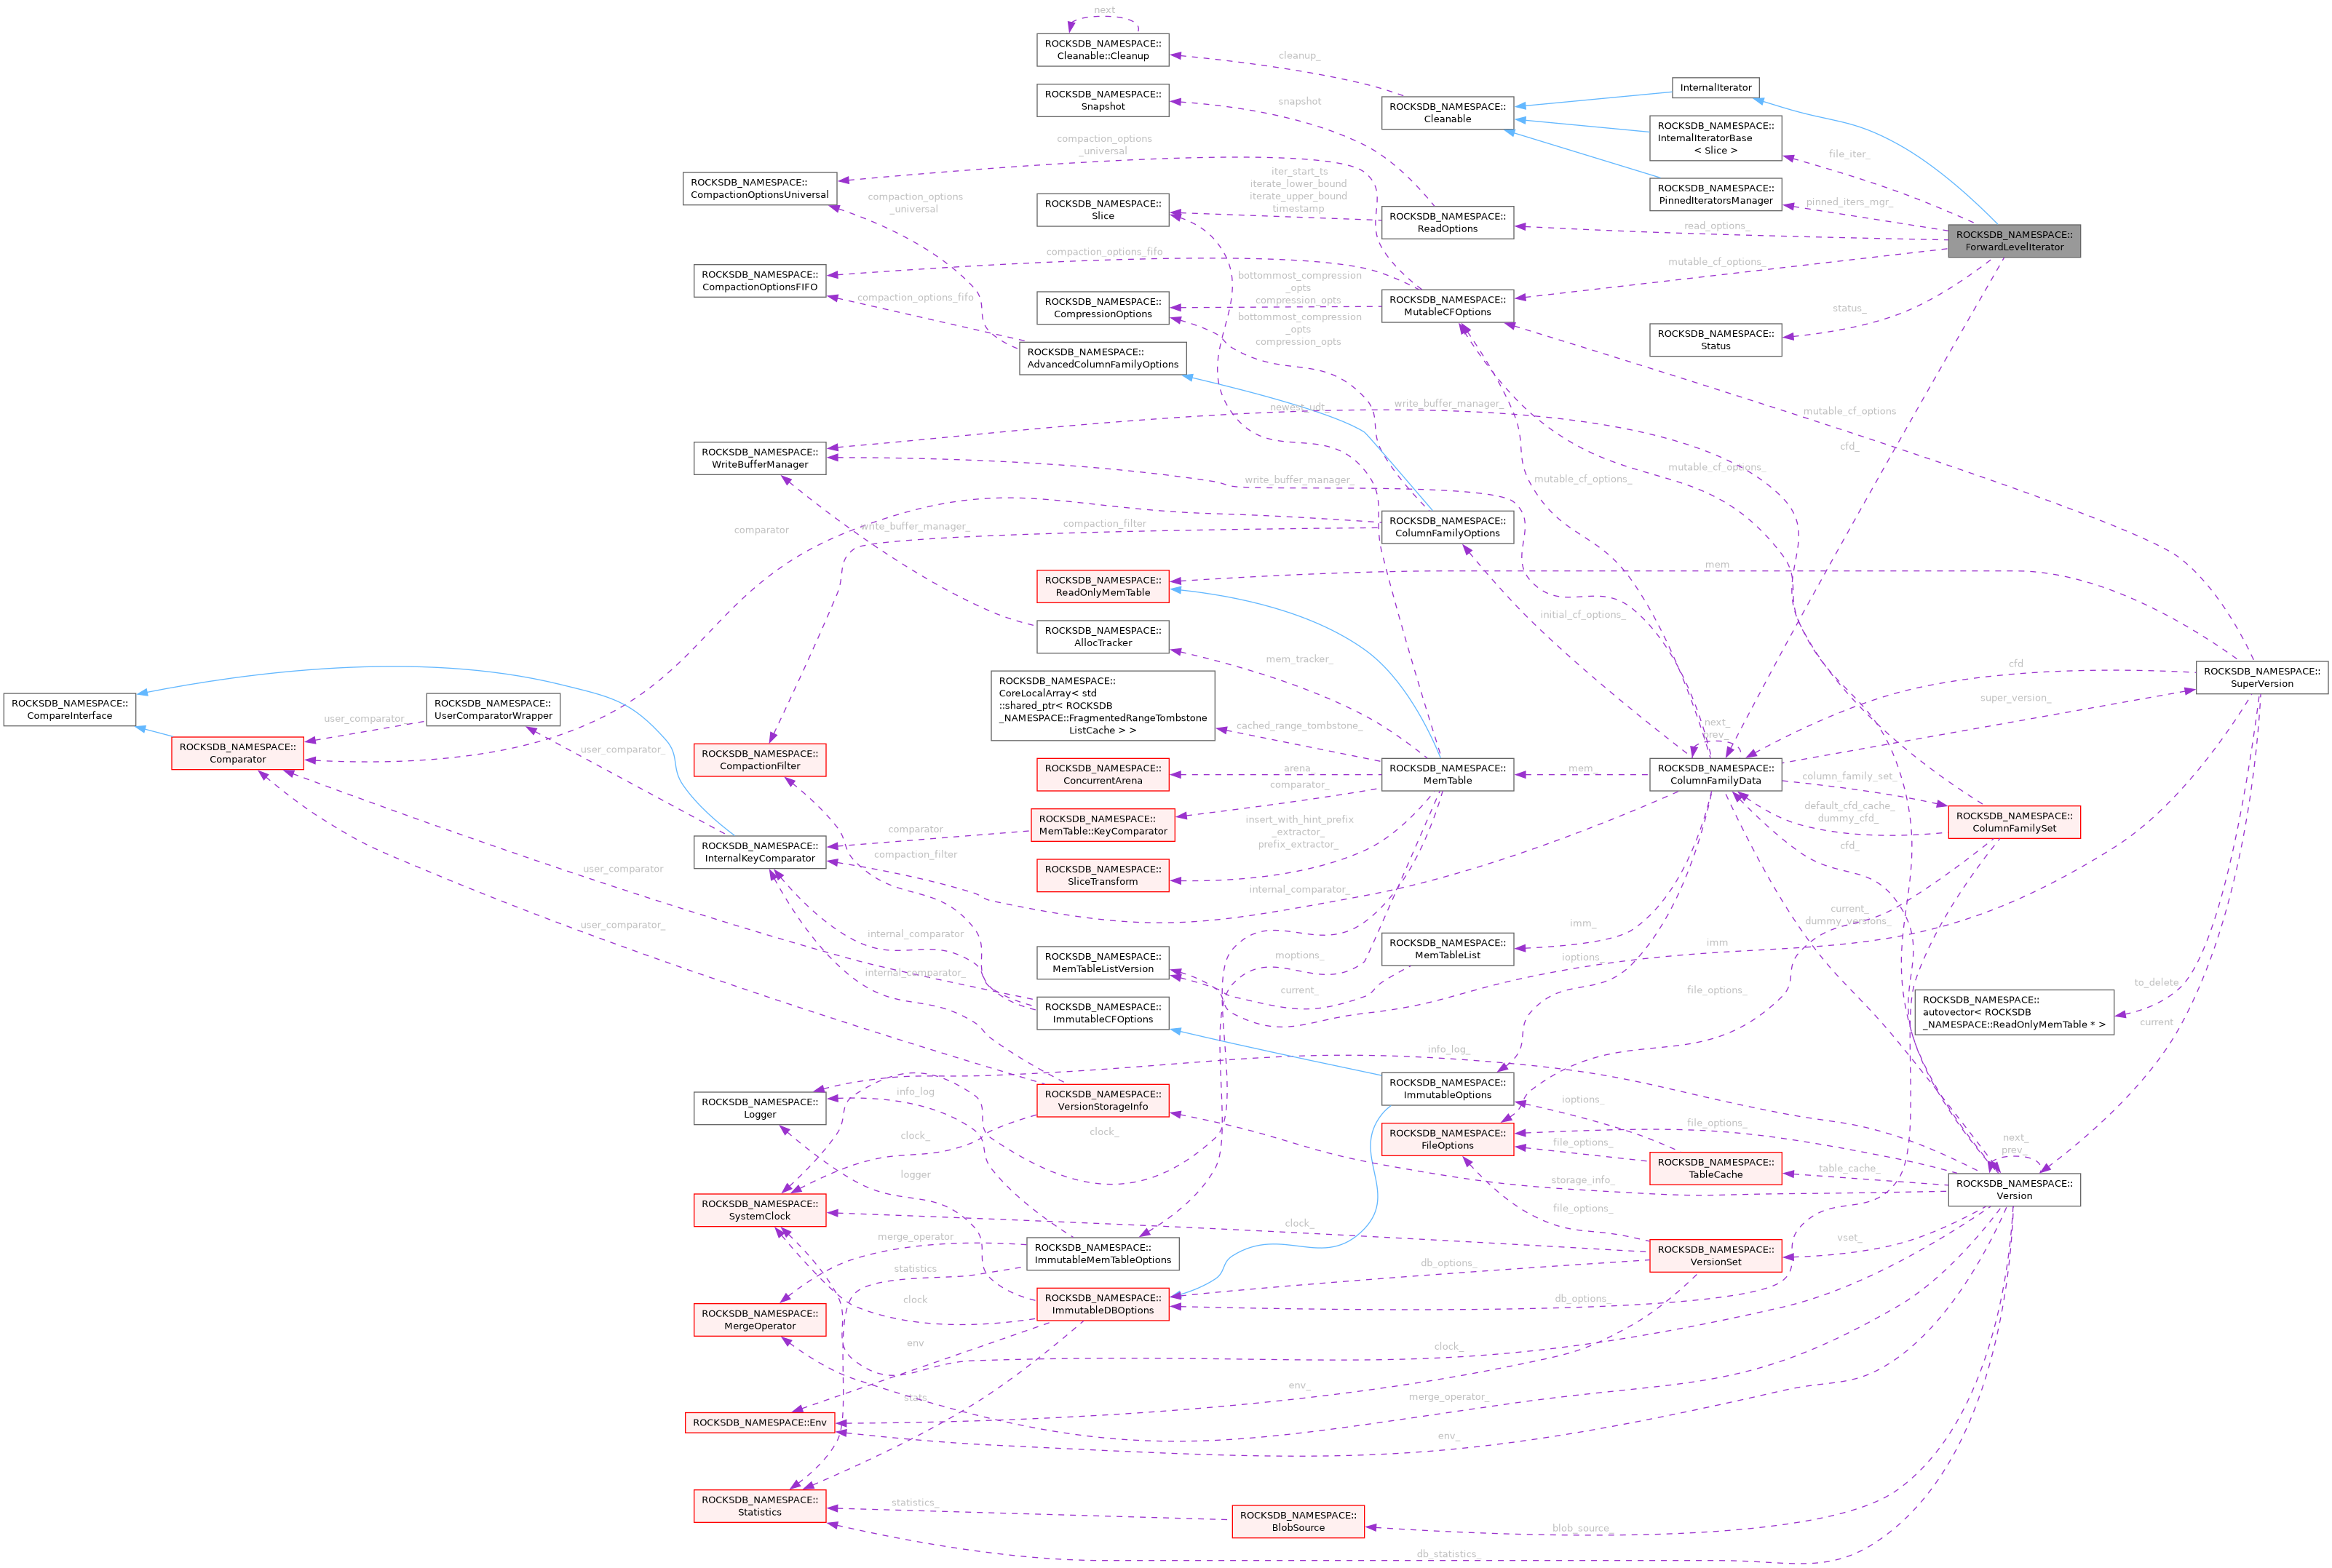 next
ROCKSDB_NAMESPACE::
Cleanable::Cleanup
cleanup_
ROCKSDB_NAMESPACE::
Snapshot
snapshot
ROCKSDB_NAMESPACE::
Cleanable
InternalIterator
ROCKSDB_NAMESPACE::
InternalIteratorBase
< Slice >
file_iter_
compaction_options
_universal
ROCKSDB_NAMESPACE::
CompactionOptionsUniversal
compaction_options
_universal
ROCKSDB_NAMESPACE::
Slice
iter_start_ts
iterate_lower_bound
iterate_upper_bound
timestamp
ROCKSDB_NAMESPACE::
ReadOptions
ROCKSDB_NAMESPACE::
PinnedIteratorsManager
pinned_iters_mgr_
read_options_
ROCKSDB_NAMESPACE::
ForwardLevelIterator
ROCKSDB_NAMESPACE::
CompactionOptionsFIFO
compaction_options_fifo
compaction_options_fifo
ROCKSDB_NAMESPACE::
CompressionOptions
bottommost_compression
_opts
compression_opts
bottommost_compression
_opts
compression_opts
ROCKSDB_NAMESPACE::
MutableCFOptions
mutable_cf_options_
ROCKSDB_NAMESPACE::
Status
status_
ROCKSDB_NAMESPACE::
AdvancedColumnFamilyOptions
newest_udt_
write_buffer_manager_
mutable_cf_options
cfd_
ROCKSDB_NAMESPACE::
WriteBufferManager
write_buffer_manager_
mutable_cf_options_
mutable_cf_options_
comparator
write_buffer_manager_
compaction_filter
ROCKSDB_NAMESPACE::
ColumnFamilyOptions
ROCKSDB_NAMESPACE::
ReadOnlyMemTable
mem
initial_cf_options_
ROCKSDB_NAMESPACE::
AllocTracker
mem_tracker_
cfd
super_version_
ROCKSDB_NAMESPACE::
SuperVersion
ROCKSDB_NAMESPACE::
CompareInterface
ROCKSDB_NAMESPACE::
UserComparatorWrapper
user_comparator_
ROCKSDB_NAMESPACE::
Comparator
user_comparator_
ROCKSDB_NAMESPACE::
CompactionFilter
ROCKSDB_NAMESPACE::
CoreLocalArray< std
::shared_ptr< ROCKSDB
_NAMESPACE::FragmentedRangeTombstone
ListCache > >
cached_range_tombstone_
ROCKSDB_NAMESPACE::
ConcurrentArena
arena_
comparator_
ROCKSDB_NAMESPACE::
MemTable
mem_
next_
prev_
ROCKSDB_NAMESPACE::
ColumnFamilyData
column_family_set_
default_cfd_cache_
dummy_cfd_
cfd_
ROCKSDB_NAMESPACE::
ColumnFamilySet
ROCKSDB_NAMESPACE::
MemTable::KeyComparator
comparator
compaction_filter
ROCKSDB_NAMESPACE::
InternalKeyComparator
insert_with_hint_prefix
_extractor_
prefix_extractor_
ROCKSDB_NAMESPACE::
SliceTransform
internal_comparator_
user_comparator
user_comparator_
internal_comparator
internal_comparator_
ROCKSDB_NAMESPACE::
MemTableListVersion
moptions_
current_
ROCKSDB_NAMESPACE::
MemTableList
imm_
ioptions_
imm
current_
dummy_versions_
file_options_
ROCKSDB_NAMESPACE::
autovector< ROCKSDB
_NAMESPACE::ReadOnlyMemTable * >
to_delete
current
ROCKSDB_NAMESPACE::
ImmutableCFOptions
info_log_
ROCKSDB_NAMESPACE::
Logger
info_log
ROCKSDB_NAMESPACE::
VersionStorageInfo
clock_
clock_
logger
ROCKSDB_NAMESPACE::
ImmutableOptions
ioptions_
ROCKSDB_NAMESPACE::
FileOptions
file_options_
file_options_
ROCKSDB_NAMESPACE::
TableCache
table_cache_
next_
prev_
ROCKSDB_NAMESPACE::
Version
storage_info_
file_options_
ROCKSDB_NAMESPACE::
SystemClock
clock_
merge_operator
ROCKSDB_NAMESPACE::
ImmutableMemTableOptions
statistics
db_options_
ROCKSDB_NAMESPACE::
VersionSet
vset_
clock
ROCKSDB_NAMESPACE::
ImmutableDBOptions
db_options_
ROCKSDB_NAMESPACE::
MergeOperator
env
clock_
stats
env_
merge_operator_
ROCKSDB_NAMESPACE::Env
env_
ROCKSDB_NAMESPACE::
Statistics
statistics_
ROCKSDB_NAMESPACE::
BlobSource
blob_source_
db_statistics_